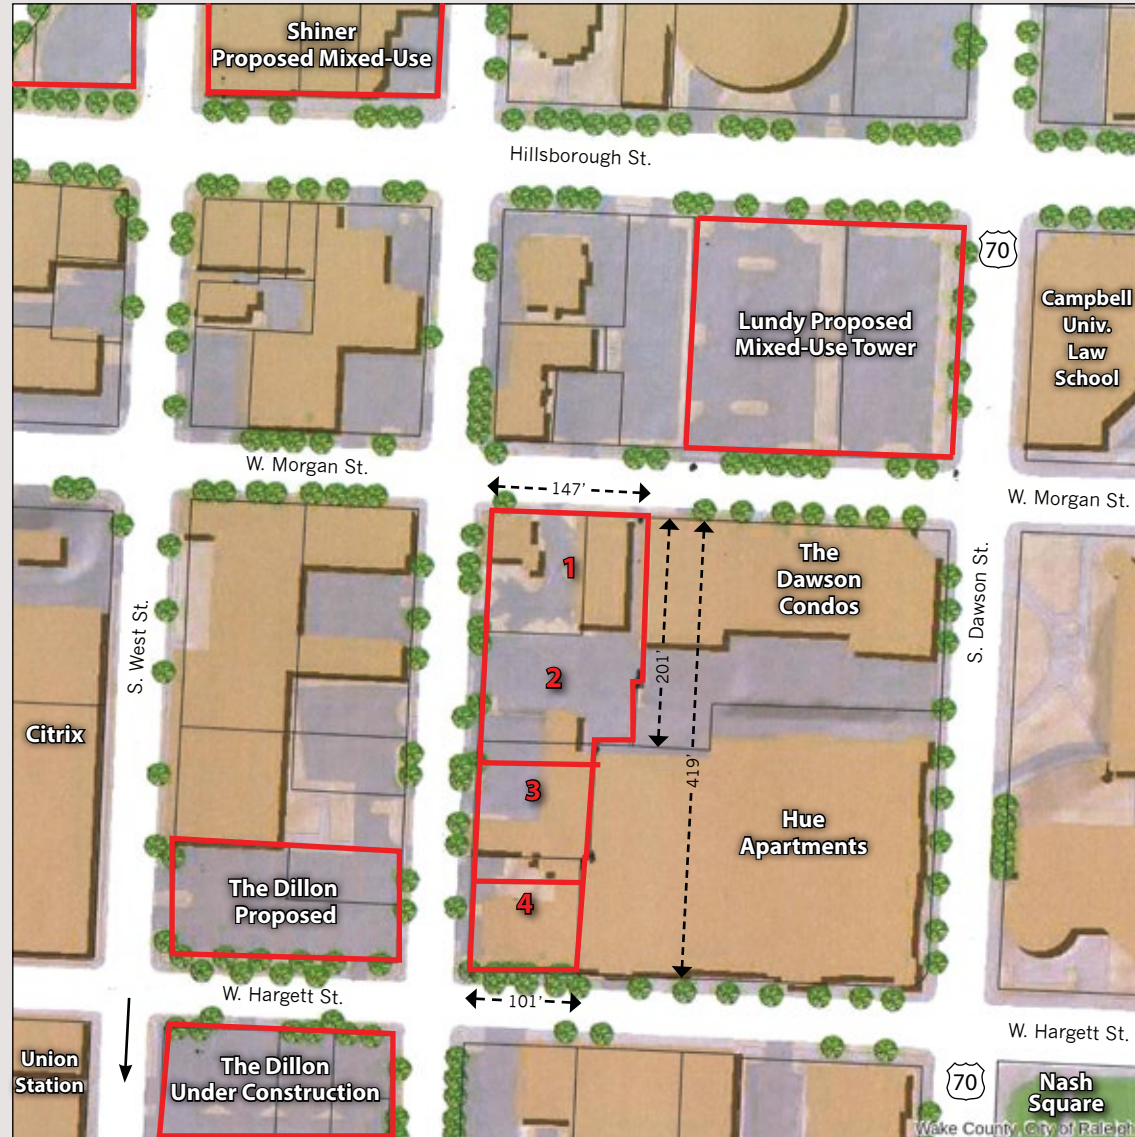 Shiner
Proposed Mixed-Use
Hillsborough St.
70
Lundy Proposed
Mixed-Use Tower
Campbell
Univ.
Law
School
W. Morgan St.
147'
W. Morgan St.
1
The
Dawson
Condos
S. Dawson St.
S. West St.
2
201'
Citrix
419'
3
Hue
Apartments
The Dillon
Proposed
4
W. Hargett St.
101'
W. Hargett St.
Union
Station
The Dillon
Under Construction
70
Nash
Square
Wake County, City of Raleigh